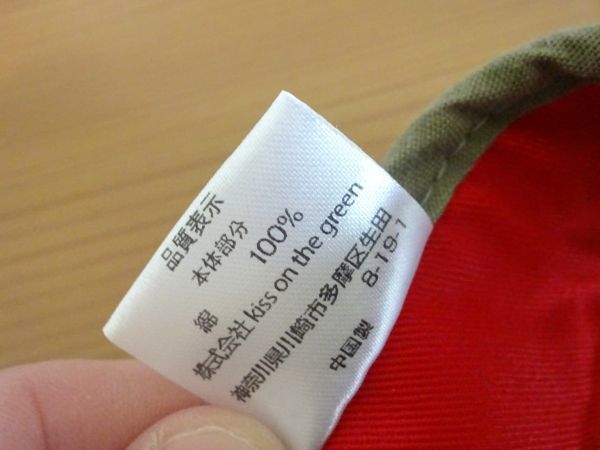 品質表示
本体部分
綿 100%
株式会社 kiss on the green
神奈川県川崎市多摩区生田
8-19-1
中国製